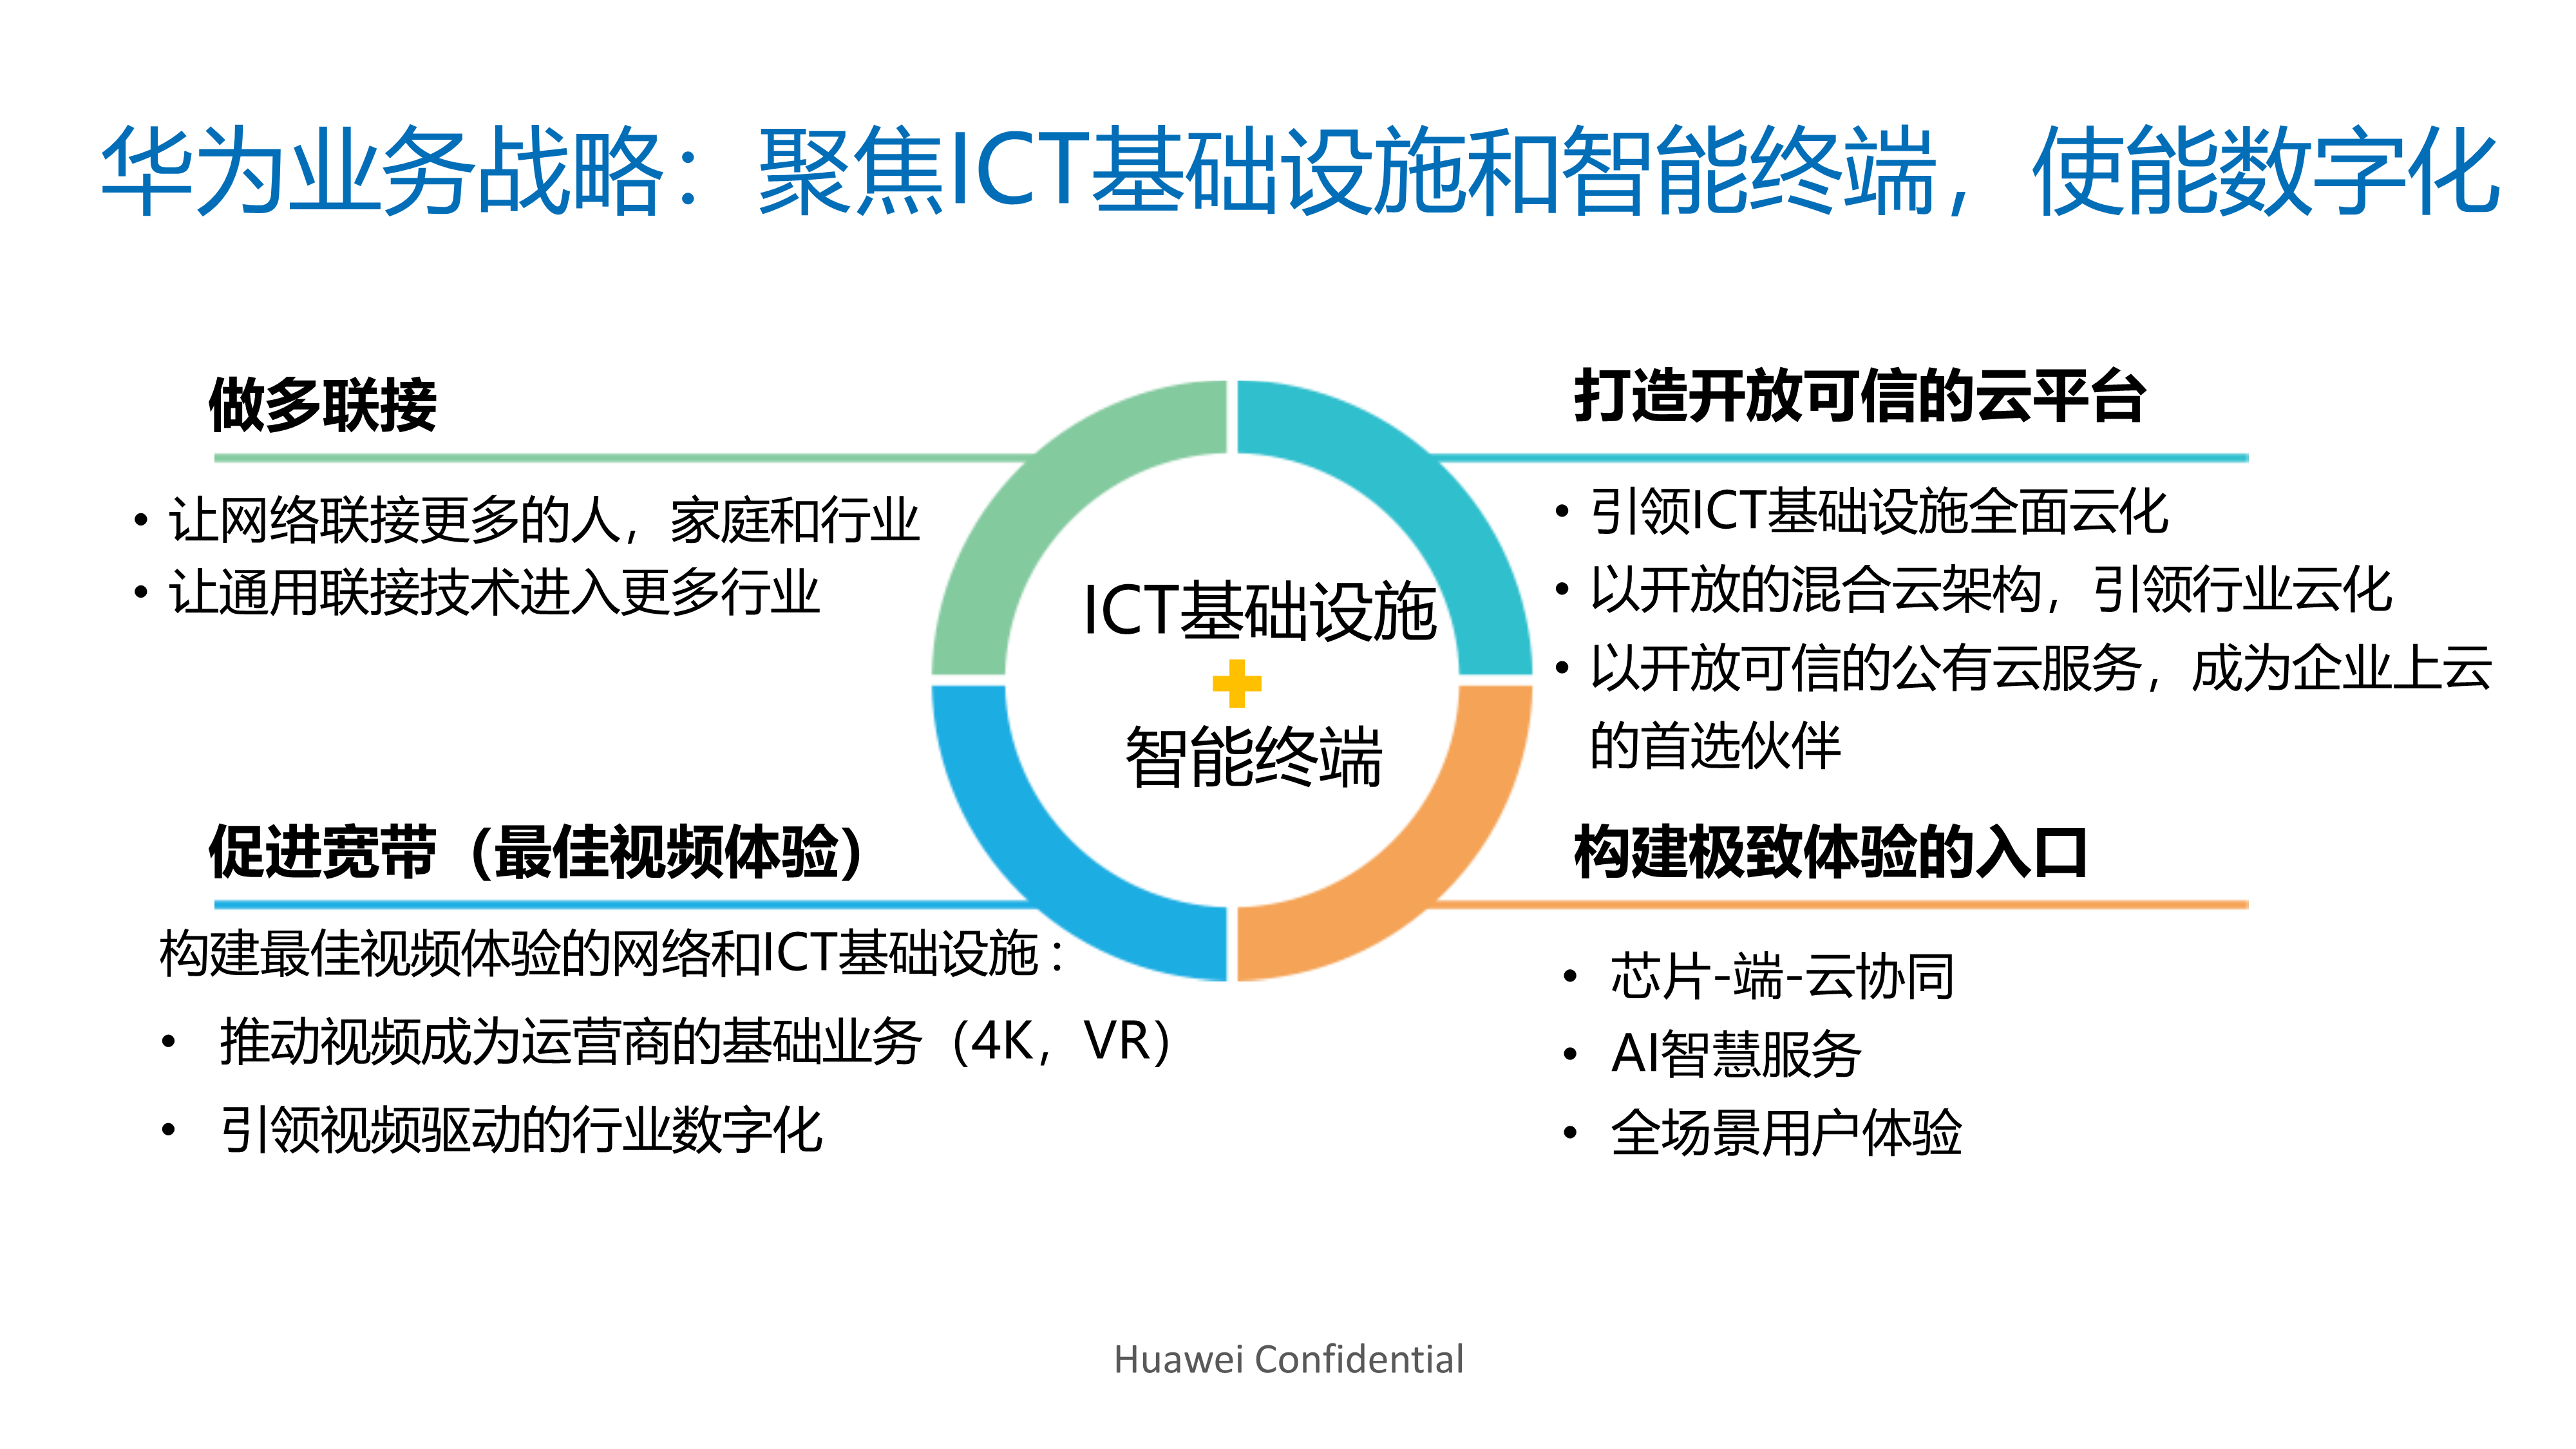 华为业务战略：聚焦ICT基础设施和智能终端，使能数字化
做多联接
• 让网络联接更多的人，家庭和行业
• 让通用联接技术进入更多行业
打造开放可信的云平台
• 引领ICT基础设施全面云化
• 以开放的混合云架构，引领行业云化
• 以开放可信的公有云服务，成为企业上云
的首选伙伴
ICT基础设施
智能终端
促进宽带（最佳视频体验）
构建最佳视频体验的网络和ICT基础设施：
• 推动视频成为运营商的基础业务（4K，VR）
• 引领视频驱动的行业数字化
构建极致体验的入口
• 芯片-端-云协同
• AI智慧服务
• 全场景用户体验
Huawei Confidential